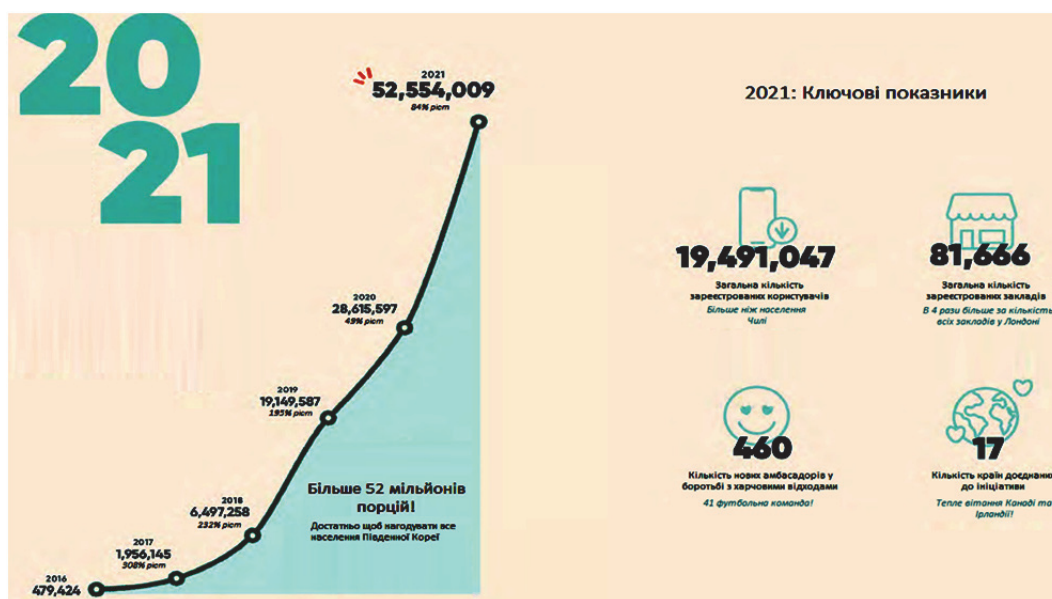 20
21
2021
52,554,009
84% ріст
2020
28,615,597
49% ріст
2019
19,149,587
195% ріст
2018
6,497,258
232% ріст
2017
1,956,145
308% ріст
2016
479,424
Більше 52 мільйонів
порцій!
Достатньо щоб нагодувати все
населення Південної Кореї
2021: Ключові показники
19,491,047
Загальна кількість
зареєстрованих користувачів
Більше ніж населення
Чилі
81,666
Загальна кількість
зареєстрованих закладів
В 4 рази більше за кількість
всіх закладів у Лондоні
460
Кількість нових амбасадорів у
боротьбі з харчовими відходами
41 футбольна команда!
17
Кількість країн доєднаних
до ініціативи
Тепле вітання Канаді та
Ірландії!